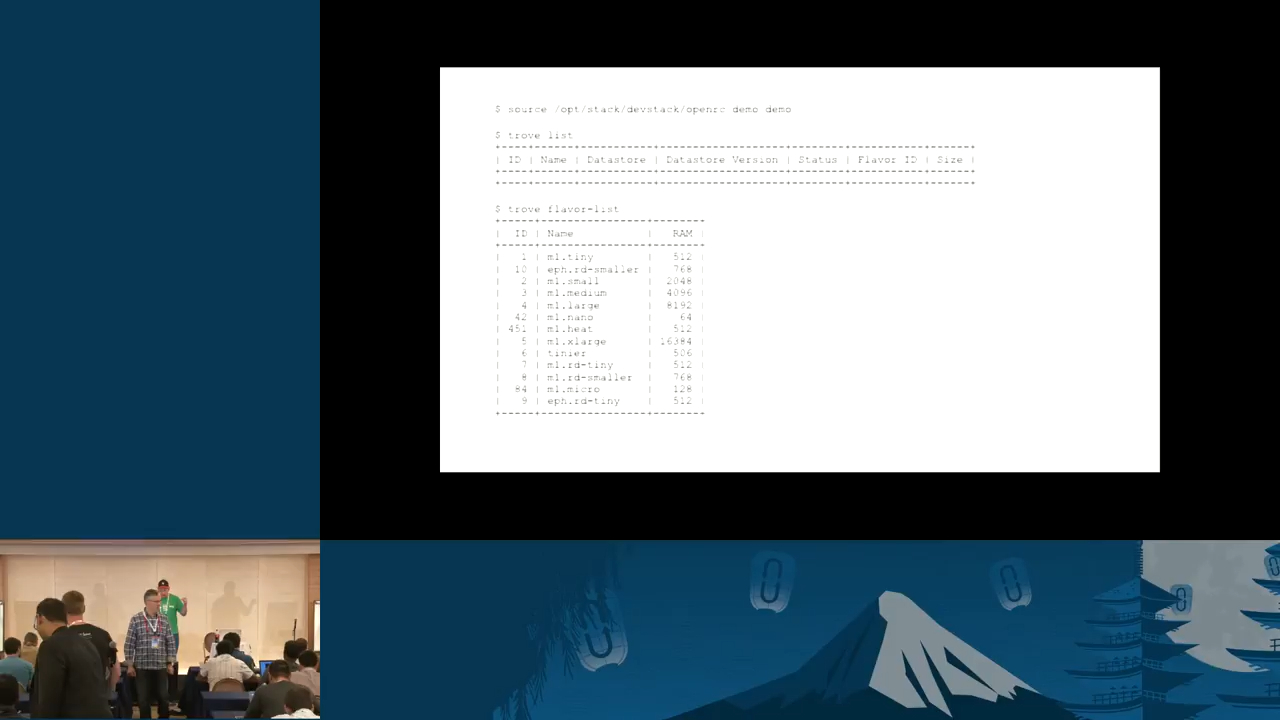 $ source /opt/stack/devstack/openrc demo demo
$ trove list
+-----+------+-----------+-------------------+--------+-----------+------+
| ID | Name | Datastore | Datastore Version | Status | Flavor ID | Size |
+-----+------+-----------+-------------------+--------+-----------+------+
+-----+------+-----------+-------------------+--------+-----------+------+
$ trove flavor-list
+-----+----------------+-------+
| ID | Name | RAM |
+-----+----------------+-------+
| 1 | m1.tiny | 512 |
| 10 | eph.rd-smaller | 768 |
| 2 | m1.small | 2048 |
| 3 | m1.medium | 4096 |
| 4 | m1.large | 8192 |
| 42 | m1.nano | 64 |
| 451 | m1.heat | 512 |
| 5 | m1.xlarge | 16384 |
| 6 | tinier | 506 |
| 7 | m1.rd-tiny | 512 |
| 8 | m1.rd-smaller | 768 |
| 84 | m1.micro | 128 |
| 9 | eph.rd-tiny | 512 |
+-----+----------------+-------+